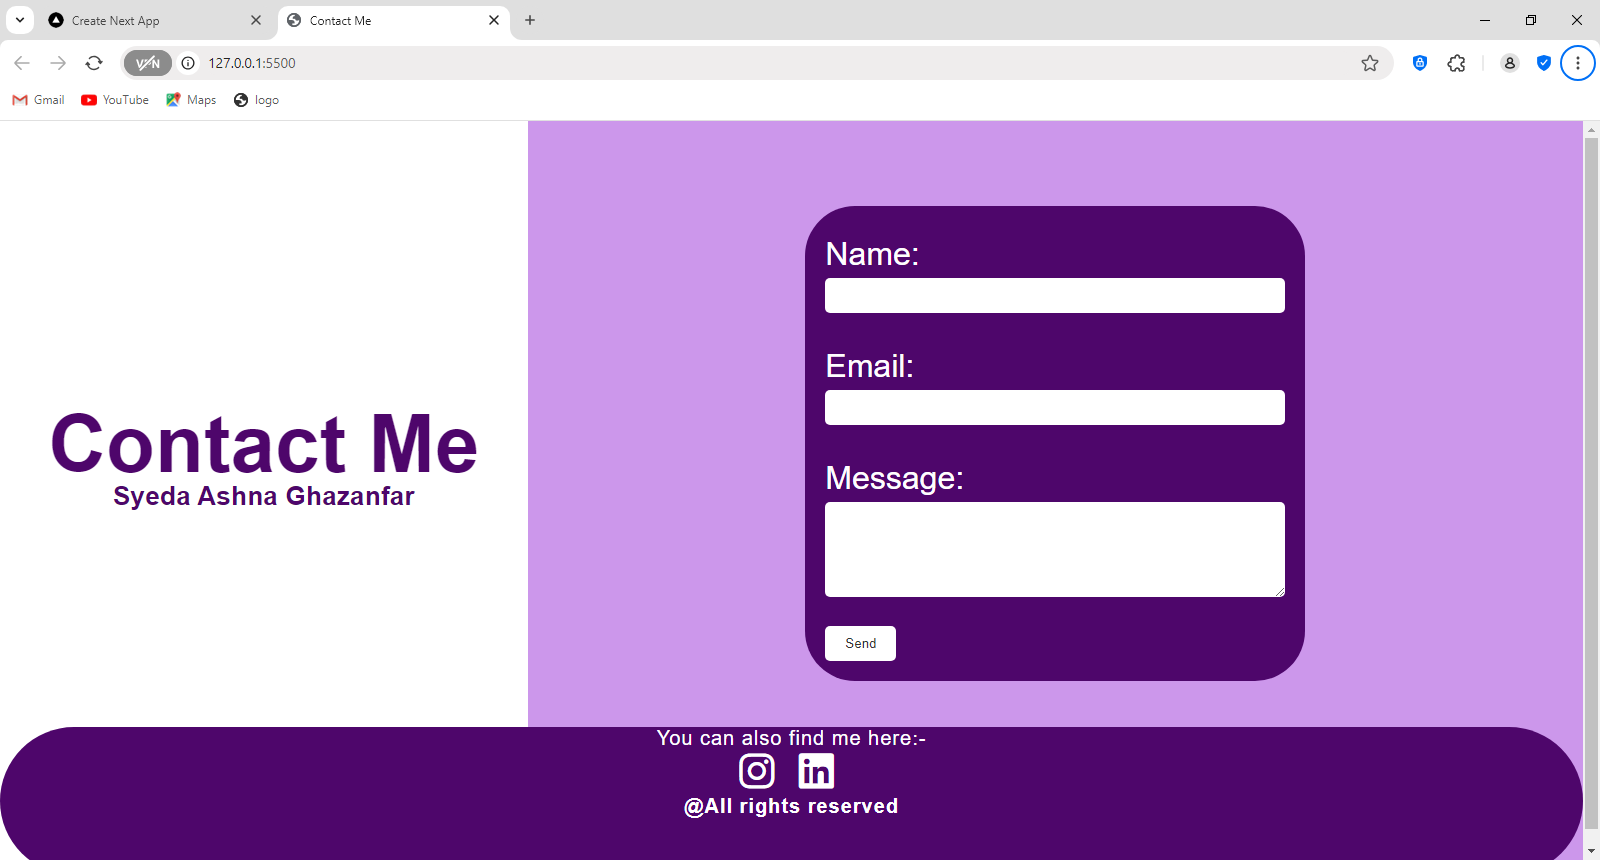 Create Next App
Contact Me
VPN
127.0.0.1:5500
Gmail
YouTube
Maps
logo
Contact Me
Syeda Ashna Ghazanfar
Name:
Email:
Message:
Send
You can also find me here:-
in
@All rights reserved